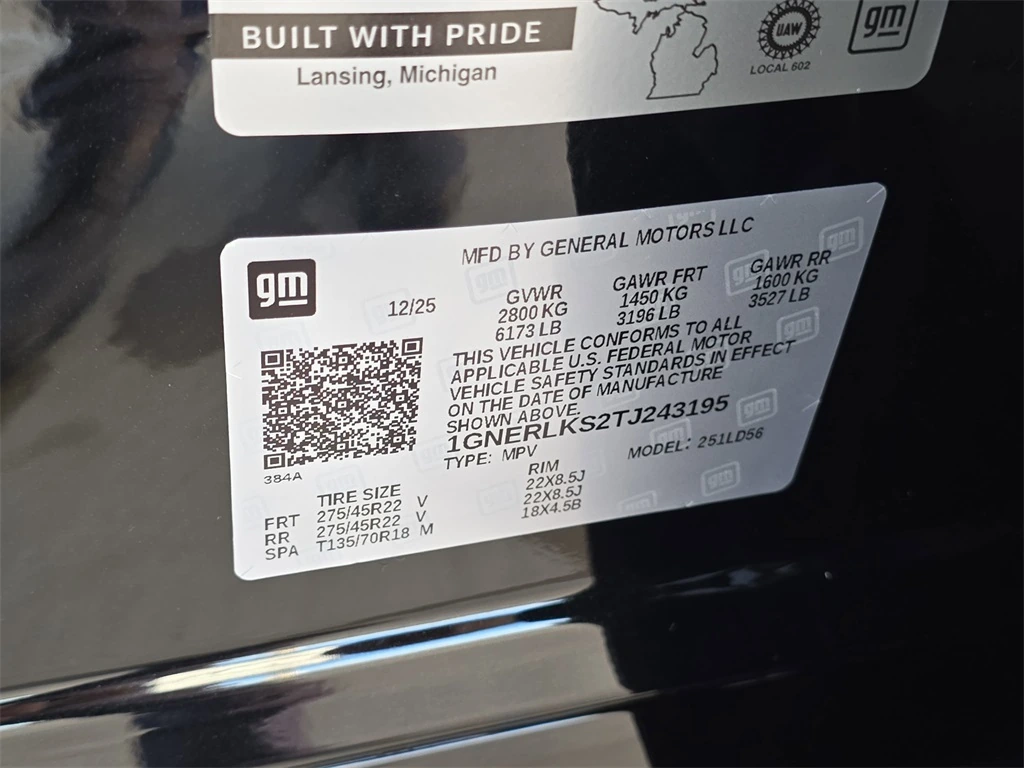 BUILT WITH PRIDE
Lansing, Michigan
UAW
LOCAL 602
gm
MFD BY GENERAL MOTORS LLC
gm
12/25
GVWR
2800 KG
6173 LB
GAWR FRT
1450 KG
3196 LB
GAWR RR
1600 KG
3527 LB
THIS VEHICLE CONFORMS TO ALL
APPLICABLE U.S. FEDERAL MOTOR
VEHICLE SAFETY STANDARDS IN EFFECT
ON THE DATE OF MANUFACTURE
SHOWN ABOVE.
1GNERLKS2TJ243195
TYPE: MPV
MODEL: 251LD56
384A
TIRE SIZE RIM
FRT 275/45R22 V 22X8.5J
RR 275/45R22 V 22X8.5J
SPA T135/70R18 M 18X4.5B